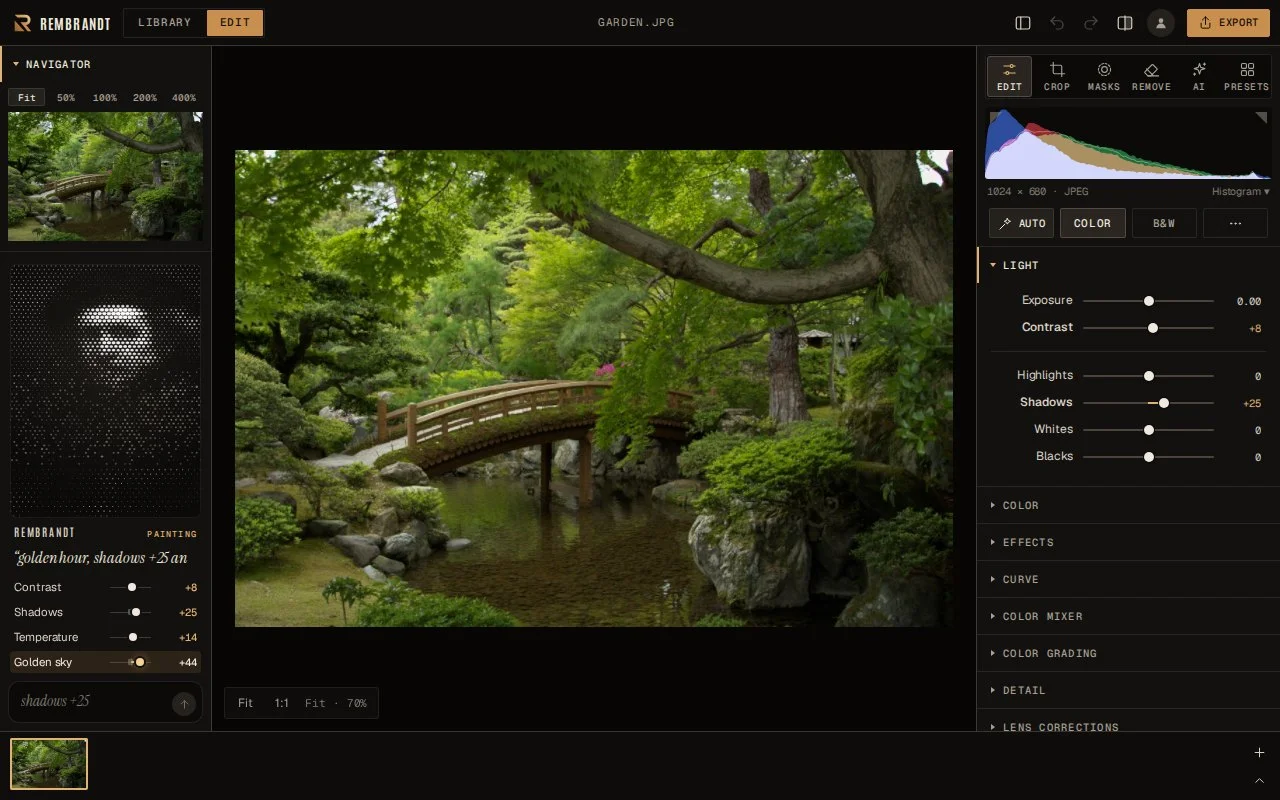 REMBRANDT
LIBRARY
EDIT
GARDEN.JPG
EXPORT
NAVIGATOR
Fit 50% 100% 200% 400%
REMBRANDT PAINTING
“golden hour, shadows +25 an
Contrast +8
Shadows +25
Temperature +14
Golden sky +44
shadows +25
Fit 1:1 Fit · 70%
EDIT CROP MASKS REMOVE AI PRESETS
1024 × 680 · JPEG Histogram ▾
AUTO COLOR B&W ···
LIGHT
Exposure 0.00
Contrast +8
Highlights 0
Shadows +25
Whites 0
Blacks 0
COLOR
EFFECTS
CURVE
COLOR MIXER
COLOR GRADING
DETAIL
LENS CORRECTIONS